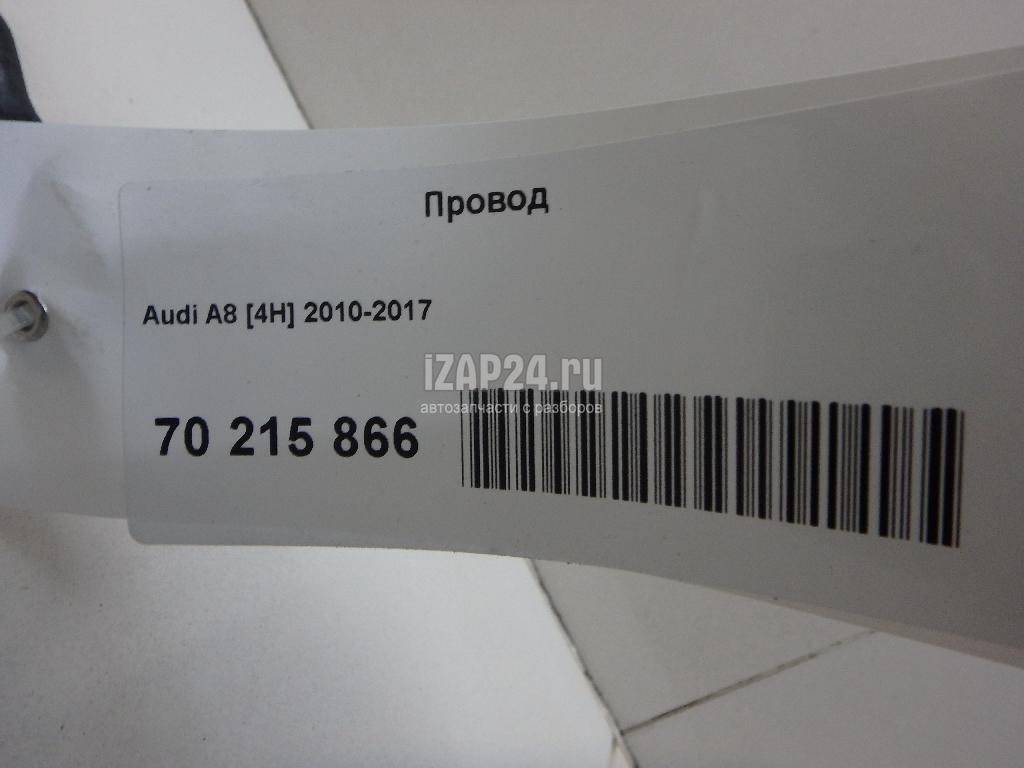 Провод
Audi A8 [4H] 2010-2017
iZAP24.ru
автозапчасти с разборов
70 215 866